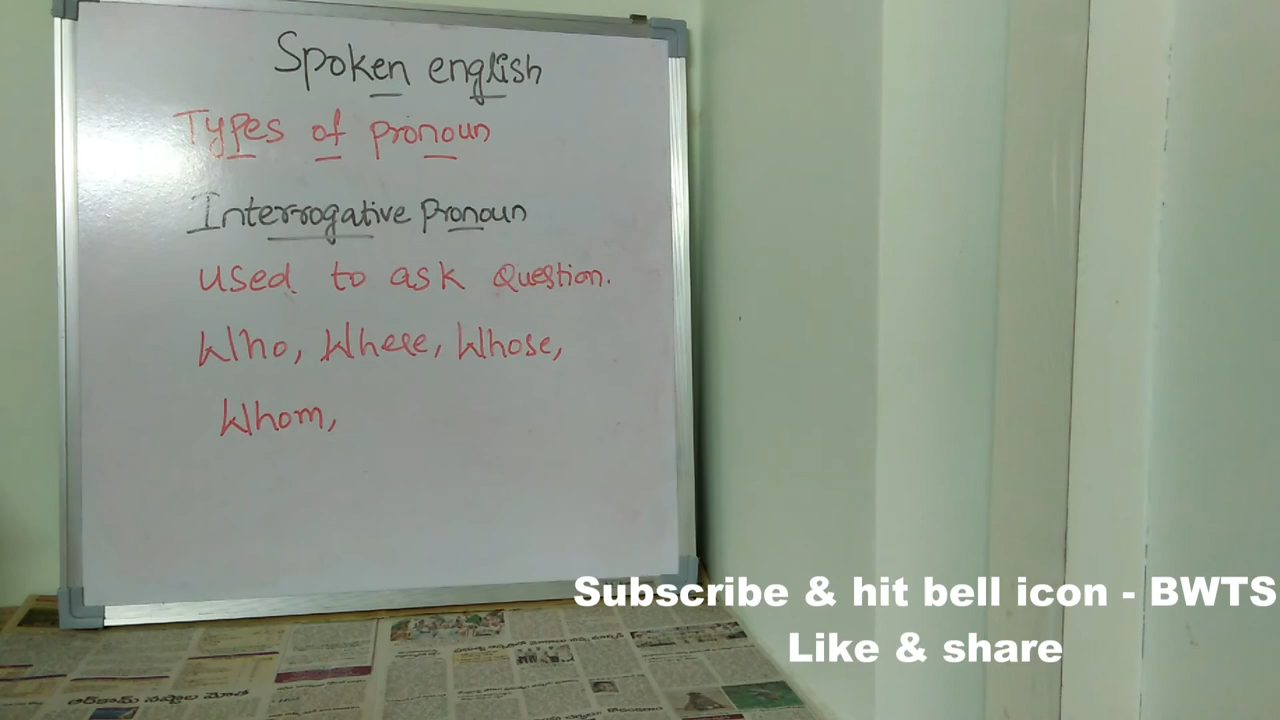 Spoken english
Types of pronoun
Interrogative Pronoun
used to ask Question.
Who, Where, Whose,
Whom,
Subscribe & hit bell icon - BWTS
Like & share